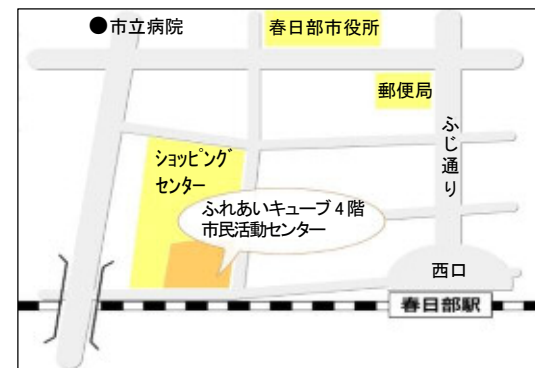 ●市立病院
春日部市役所
郵便局
ふじ通り
ショッピング
センター
ふれあいキューブ4階
市民活動センター
西口
春日部駅